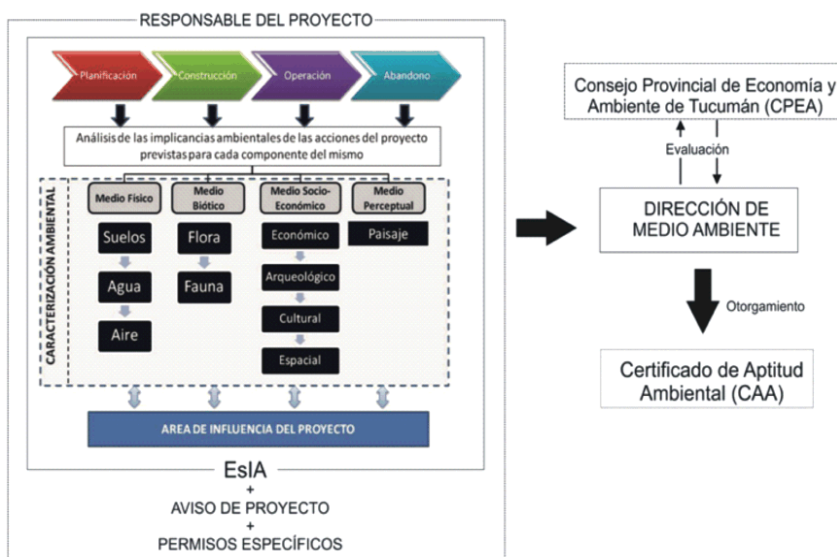 RESPONSABLE DEL PROYECTO
Planificación
Construcción
Operación
Abandono
Análisis de las implicancias ambientales de las acciones del proyecto
previstas para cada componente del mismo
CARACTERIZACIÓN AMBIENTAL
Medio Físico
Suelos
Agua
Aire
Medio
Biótico
Flora
Fauna
Medio Socio-
Económico
Económico
Arqueológico
Cultural
Espacial
Medio
Perceptual
Paisaje
AREA DE INFLUENCIA DEL PROYECTO
EsIA
+
AVISO DE PROYECTO
+
PERMISOS ESPECÍFICOS
Consejo Provincial de Economía y
Ambiente de Tucumán (CPEA)
Evaluación
DIRECCIÓN DE
MEDIO AMBIENTE
Otorgamiento
Certificado de Aptitud
Ambiental (CAA)